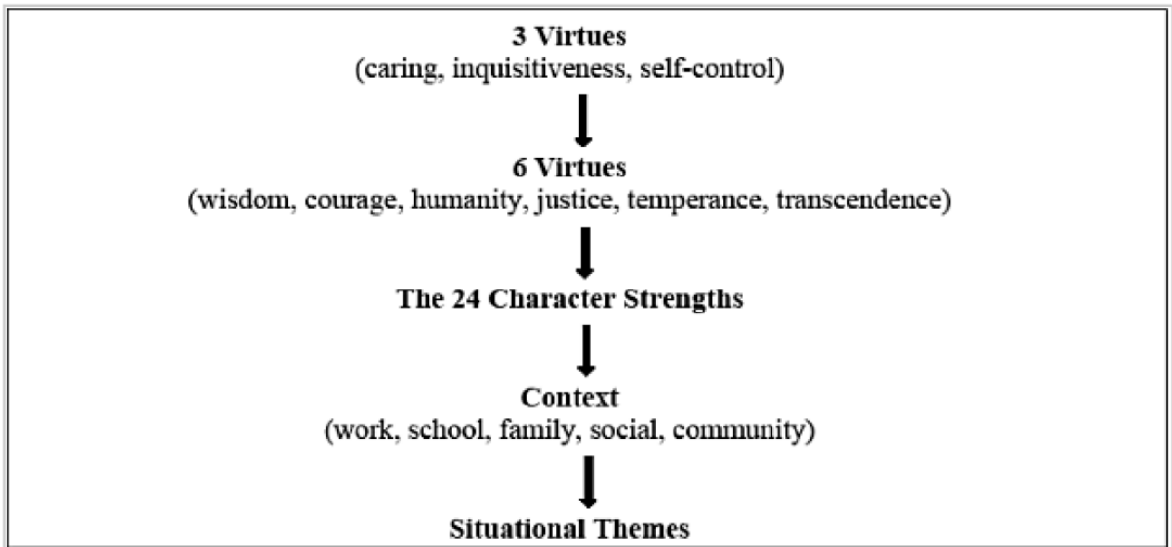 3 Virtues
(caring, inquisitiveness, self-control)
6 Virtues
(wisdom, courage, humanity, justice, temperance, transcendence)
The 24 Character Strengths
Context
(work, school, family, social, community)
Situational Themes